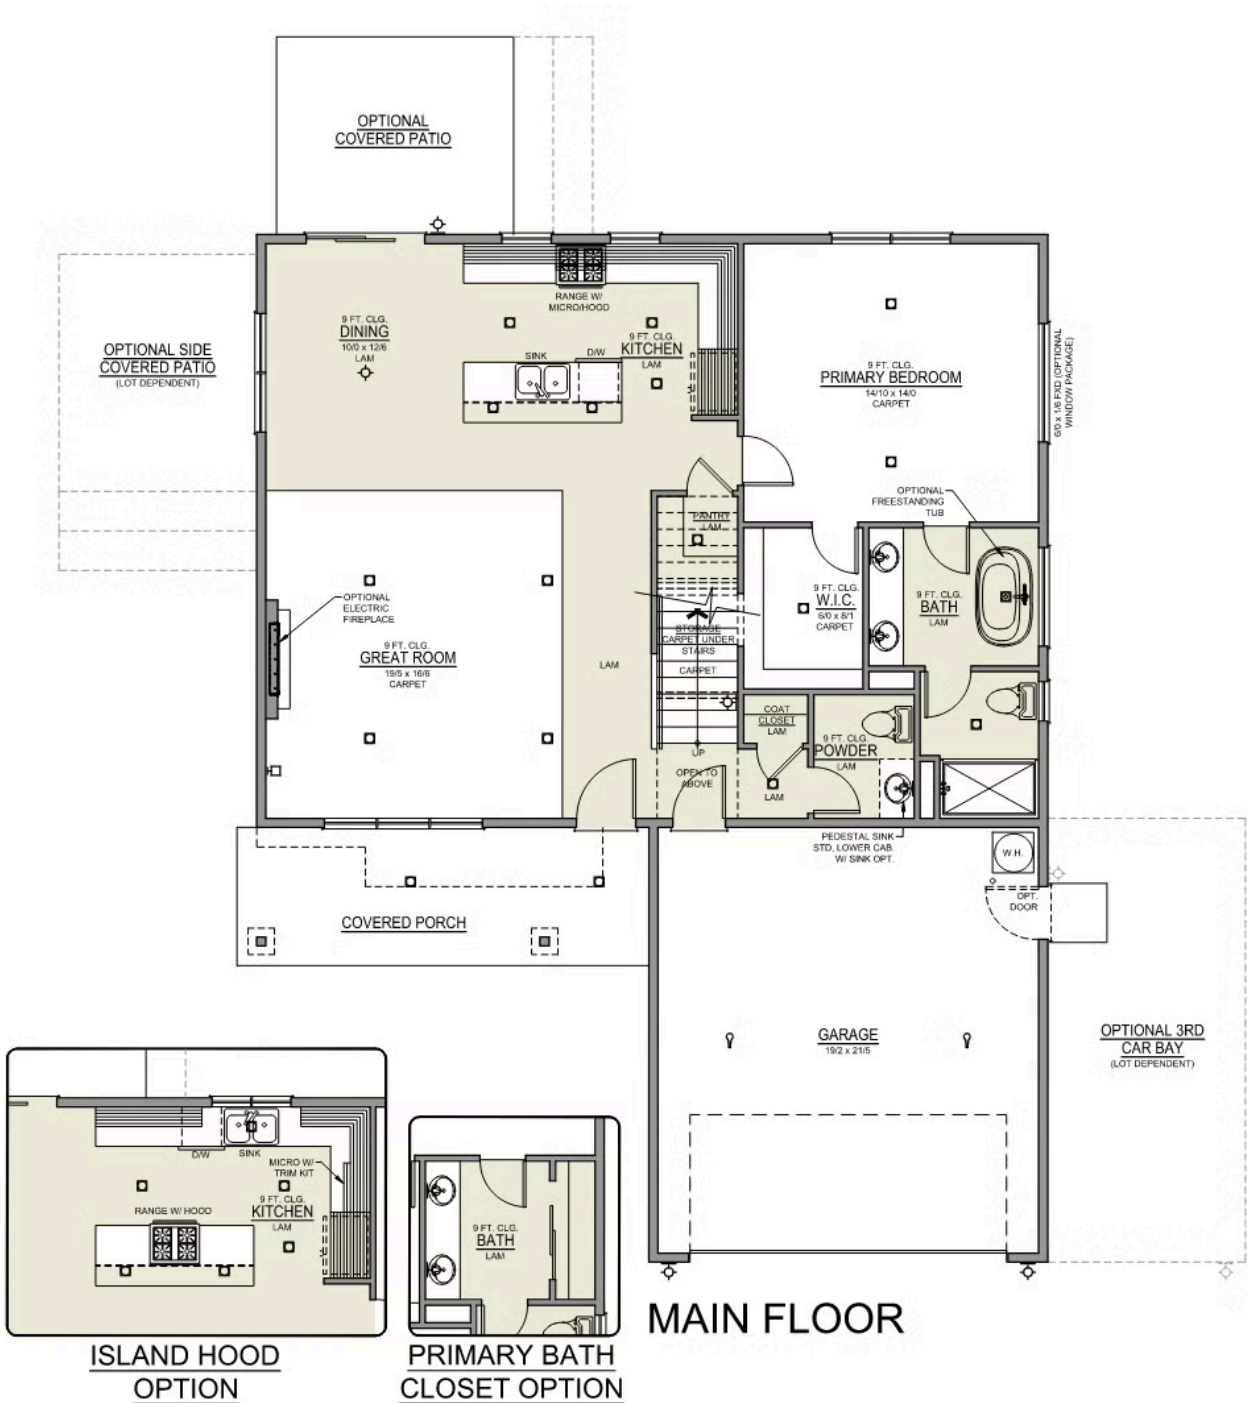 OPTIONAL
COVERED PATIO
OPTIONAL SIDE
COVERED PATIO
(LOT DEPENDENT)
9 FT. CLG.
DINING
10/0 x 12/6
LAM
RANGE W/
MICRO/HOOD
9 FT. CLG.
KITCHEN
LAM
SINK
D/W
9 FT. CLG.
PRIMARY BEDROOM
14/10 x 14/0
CARPET
6/0 x 1/6 FXD (OPTIONAL
WINDOW PACKAGE)
OPTIONAL
FREESTANDING
TUB
PANTRY
LAM
OPTIONAL
ELECTRIC
FIREPLACE
9 FT. CLG.
GREAT ROOM
19/5 x 16/6
CARPET
LAM
STORAGE
CARPET UNDER
STAIRS
CARPET
9 FT. CLG.
W.I.C.
6/0 x 8/1
CARPET
9 FT. CLG.
BATH
LAM
COAT
CLOSET
LAM
9 FT. CLG.
POWDER
LAM
UP
OPEN TO
ABOVE
LAM
PEDESTAL SINK
STD, LOWER CAB.
W/ SINK OPT.
W.H.
OPT.
DOOR
COVERED PORCH
GARAGE
19/2 x 21/5
OPTIONAL 3RD
CAR BAY
(LOT DEPENDENT)
D/W
SINK
MICRO W/
TRIM KIT
RANGE W/ HOOD
9 FT. CLG.
KITCHEN
LAM
ISLAND HOOD
OPTION
9 FT. CLG.
BATH
LAM
PRIMARY BATH
CLOSET OPTION
MAIN FLOOR